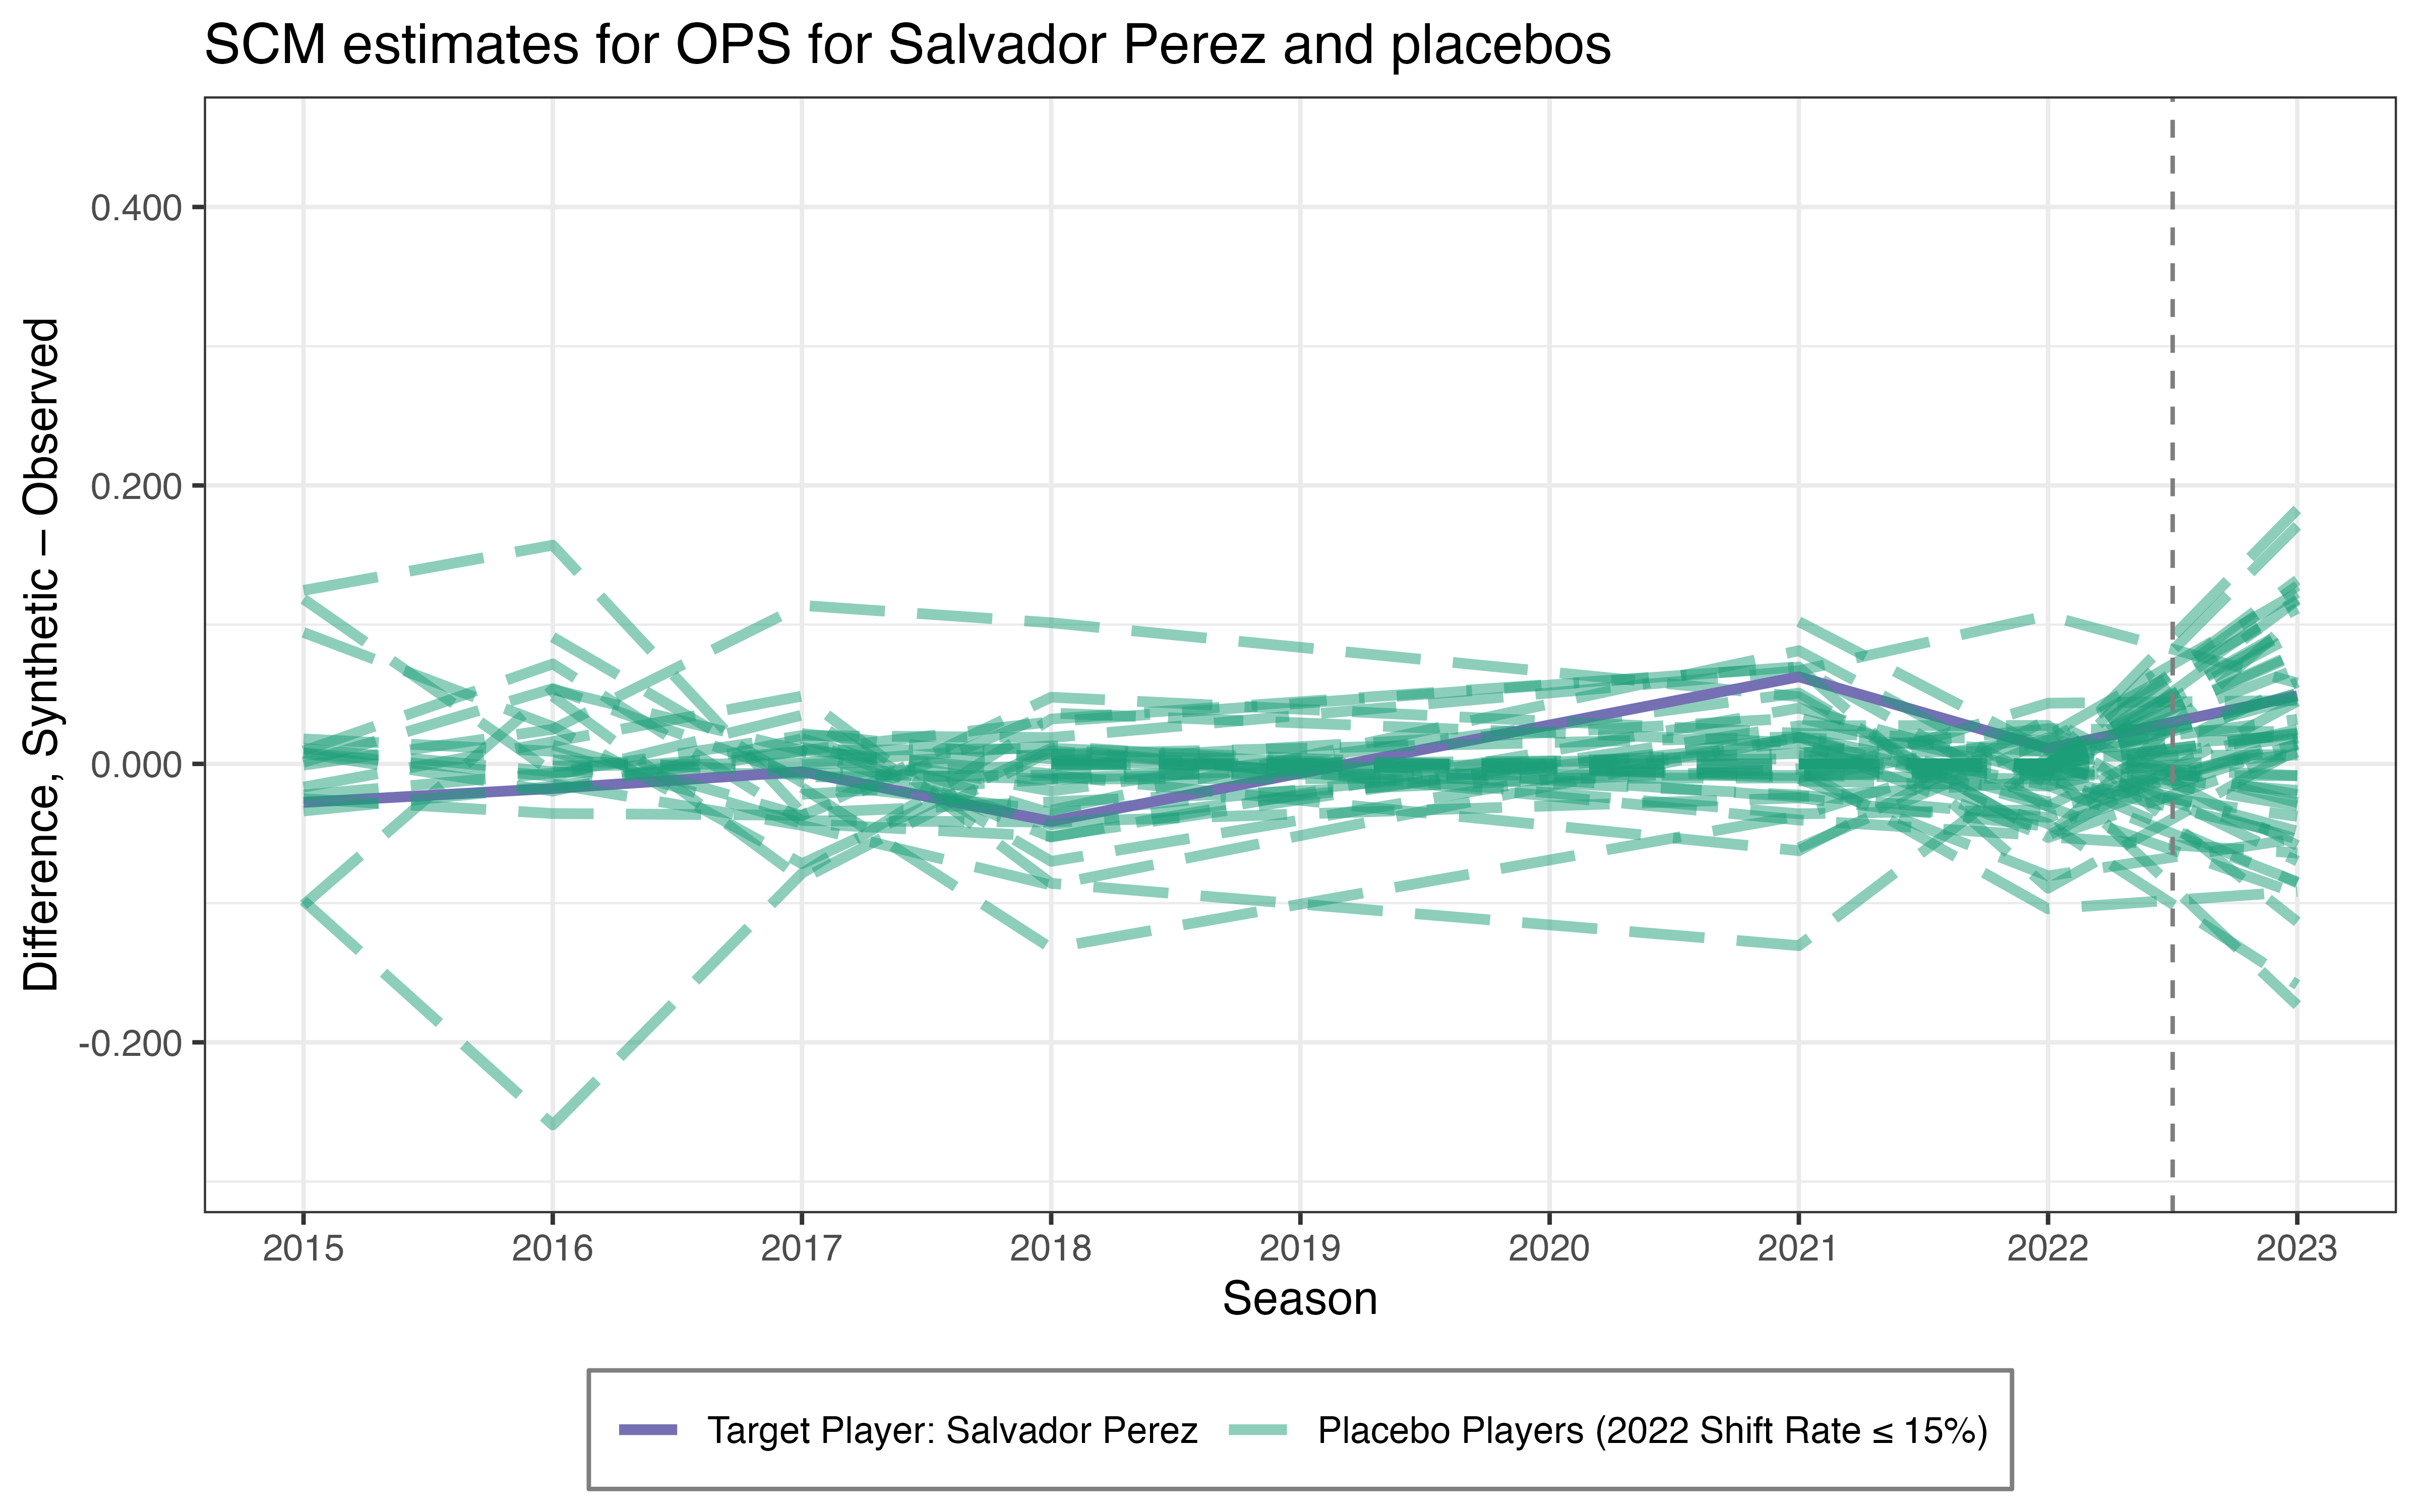 SCM estimates for OPS for Salvador Perez and placebos
Difference, Synthetic – Observed
0.400
0.200
0.000
-0.200
2015 2016 2017 2018 2019 2020 2021 2022 2023
Season
Target Player: Salvador Perez Placebo Players (2022 Shift Rate ≤ 15%)